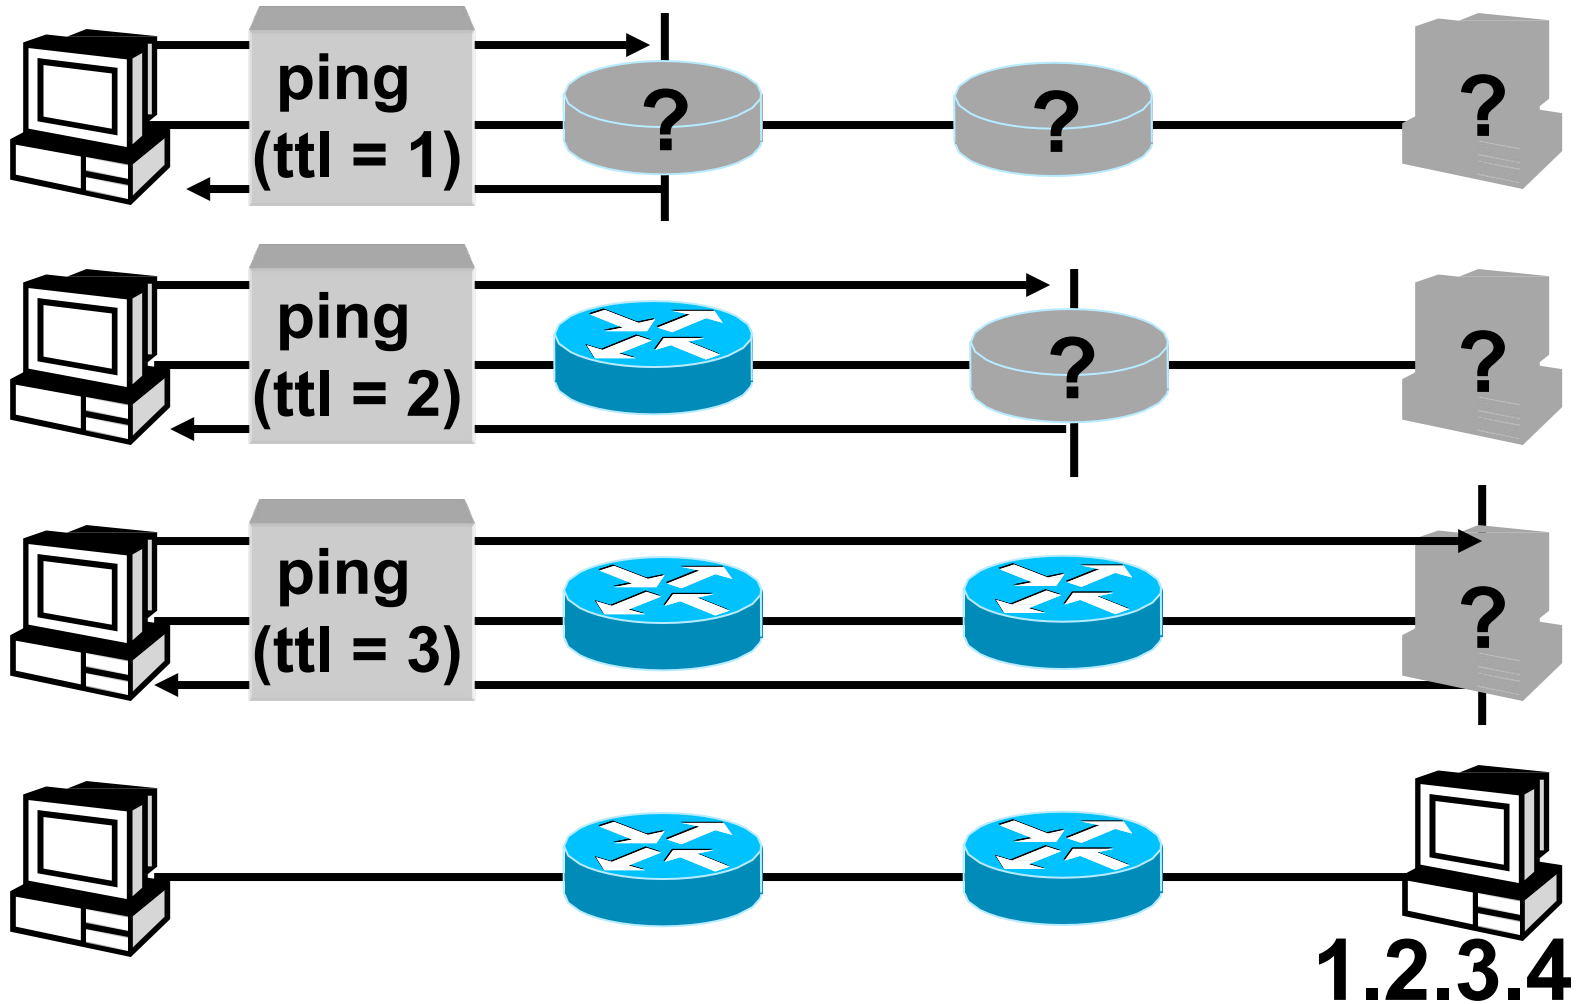 ping
(ttl = 1)
?
?
?
ping
(ttl = 2)
?
?
ping
(ttl = 3)
?
1.2.3.4